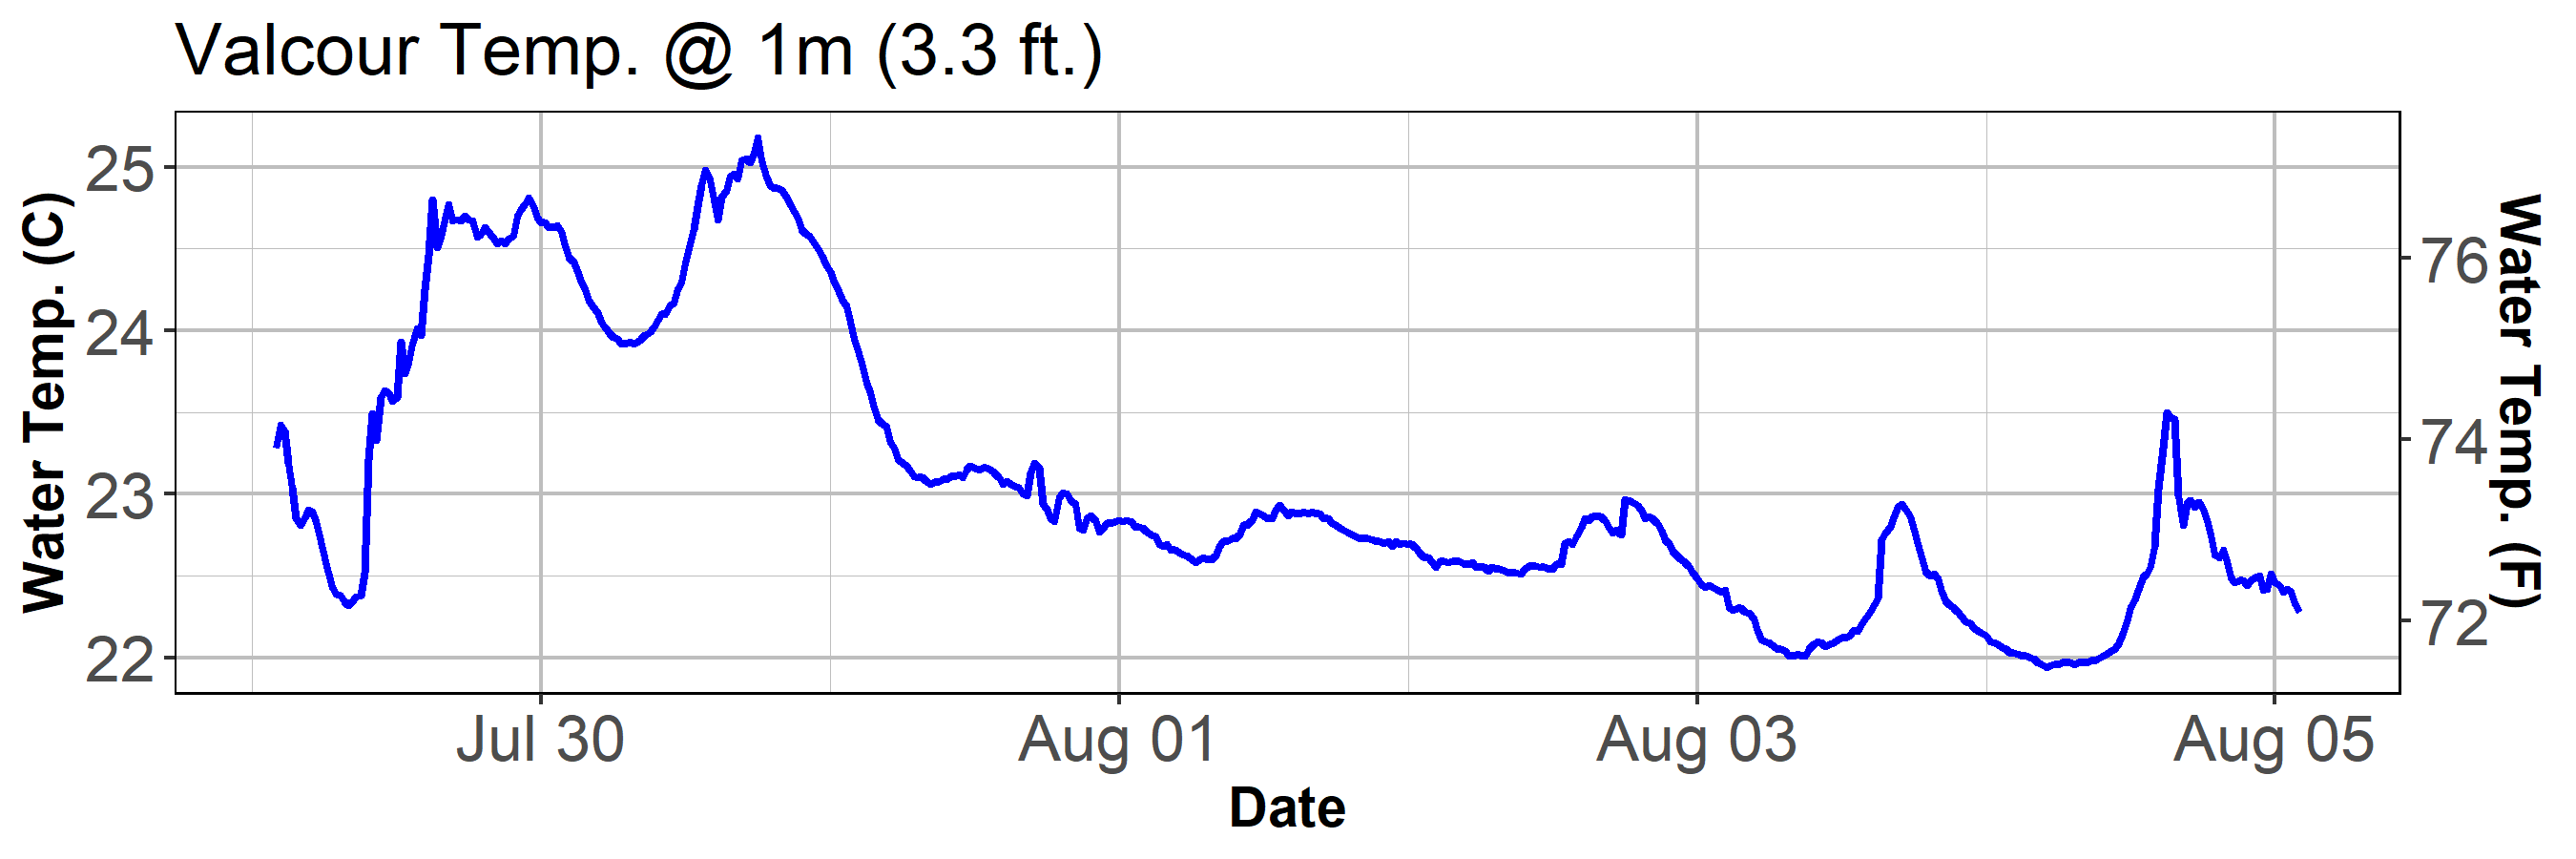 Valcour Temp. @ 1m (3.3 ft.)
Water Temp. (C)
25
24
23
22
76
74
72
Water Temp. (F)
Jul 30
Aug 01
Aug 03
Aug 05
Date